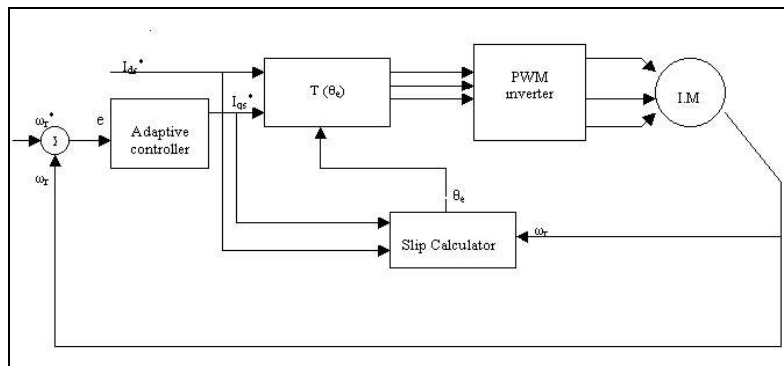 Ids*
T (θe)
PWM
inverter
I.M
Iqs*
ωr*
e
Adaptive
controller
Σ
ωr
θe
Slip Calculator
ωr